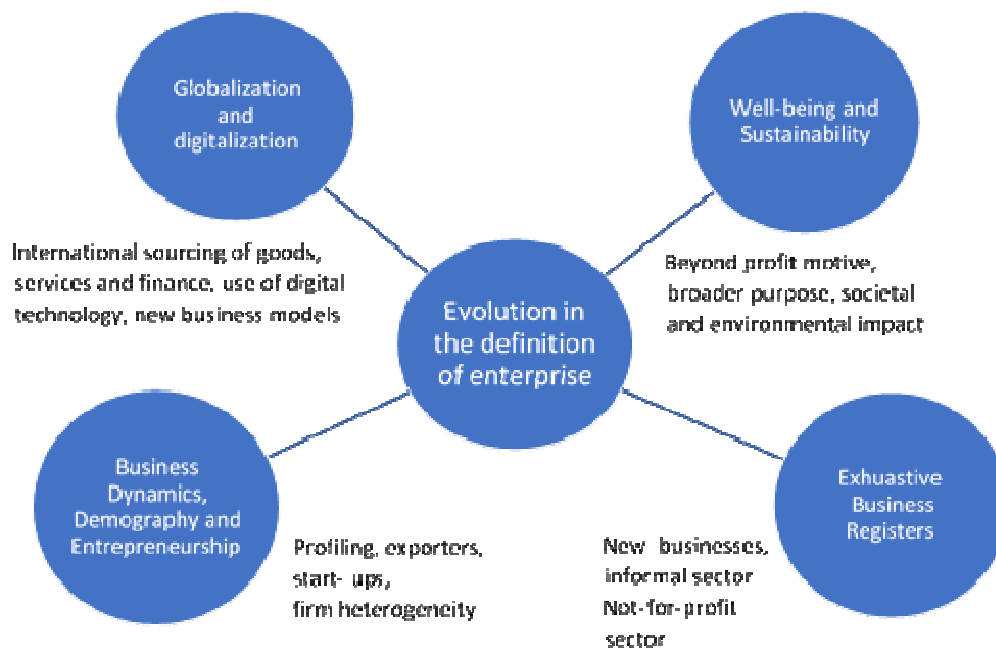 Globalization
and
digitalization
Well-being and
Sustainability
International sourcing of goods,
services and finance, use of digital
technology, new business models
Beyond profit motive,
broader purpose, societal
and environmental impact
Evolution in
the definition
of enterprise
Business
Dynamics,
Demography and
Entrepreneurship
Profiling, exporters,
start- ups,
firm heterogeneity
New businesses,
informal sector
Not-for-profit
sector
Exhuastive
Business
Registers